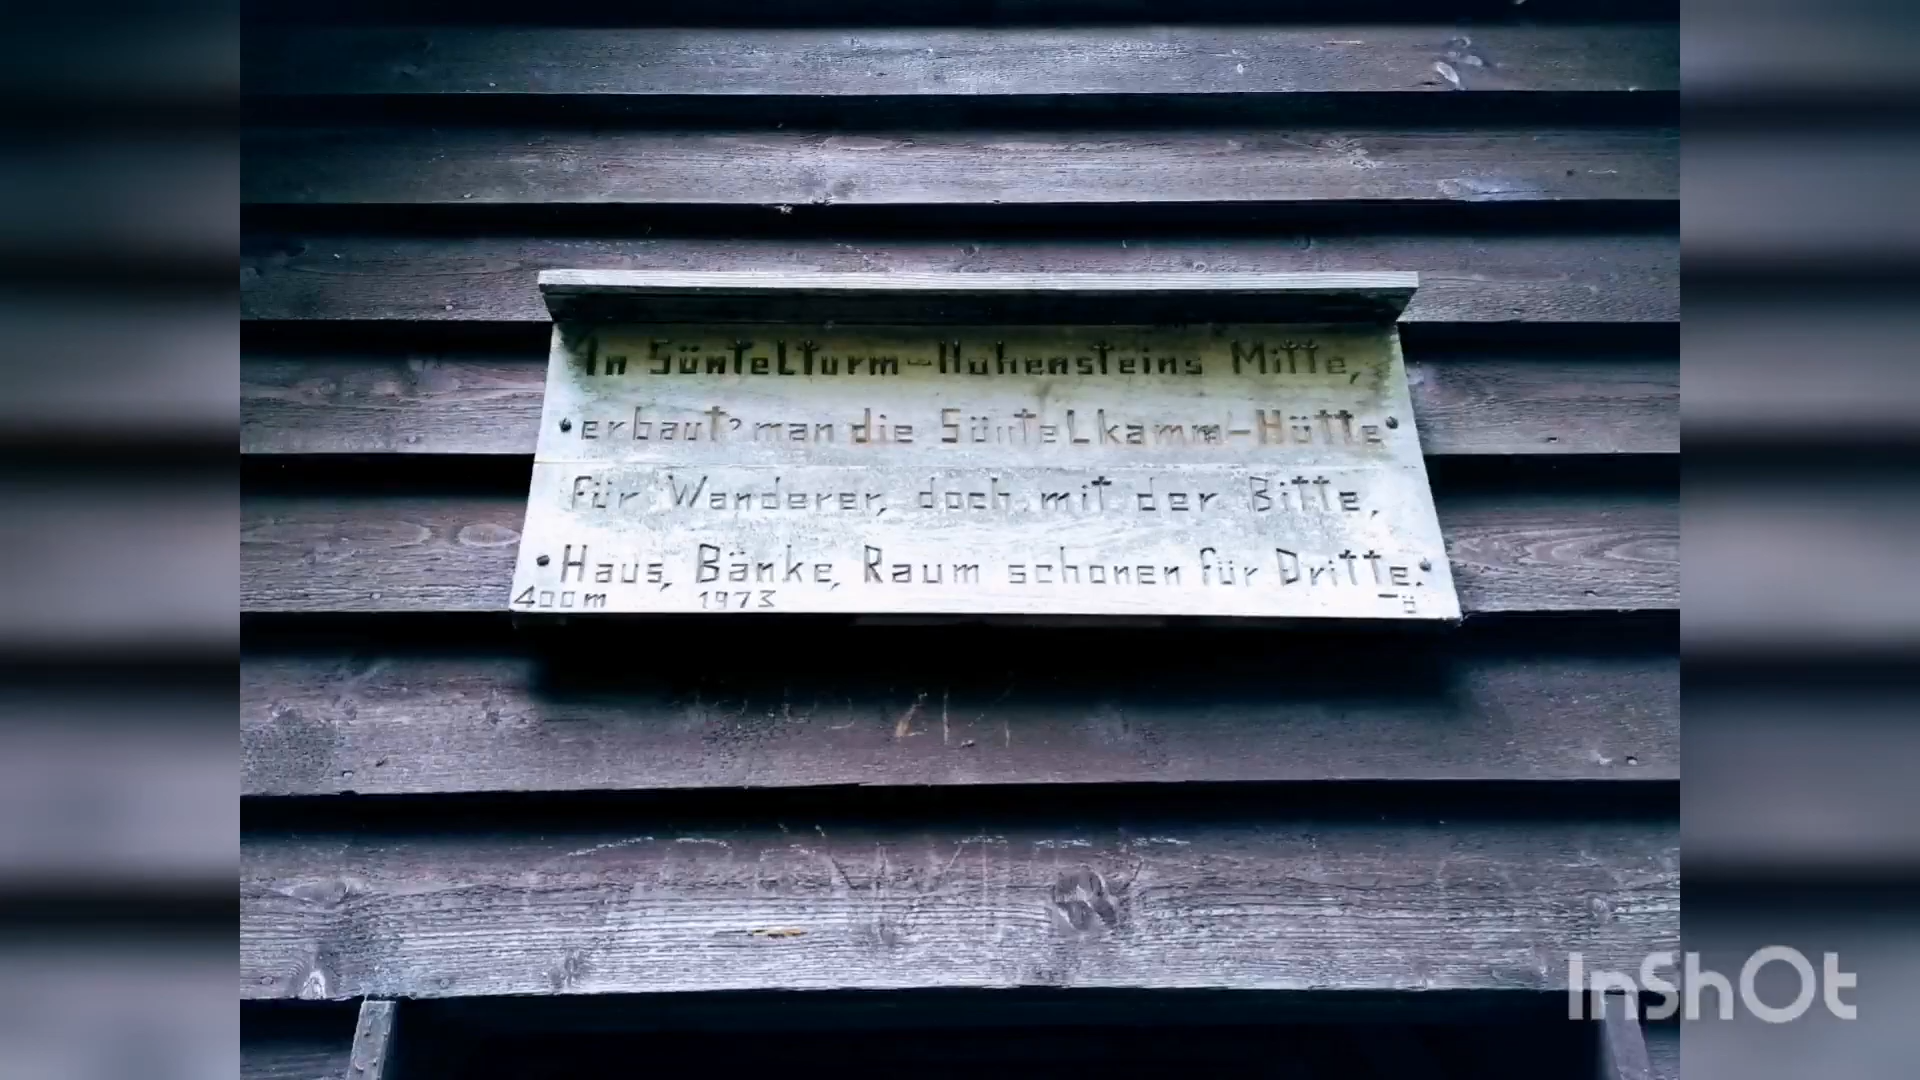 In Süntelturm-Hohensteins Mitte,
erbaut' man die Süntelkamm-Hütte
für Wanderer, doch mit der Bitte,
Haus, Bänke, Raum schonen für Dritte.
400m 1973
InShOt